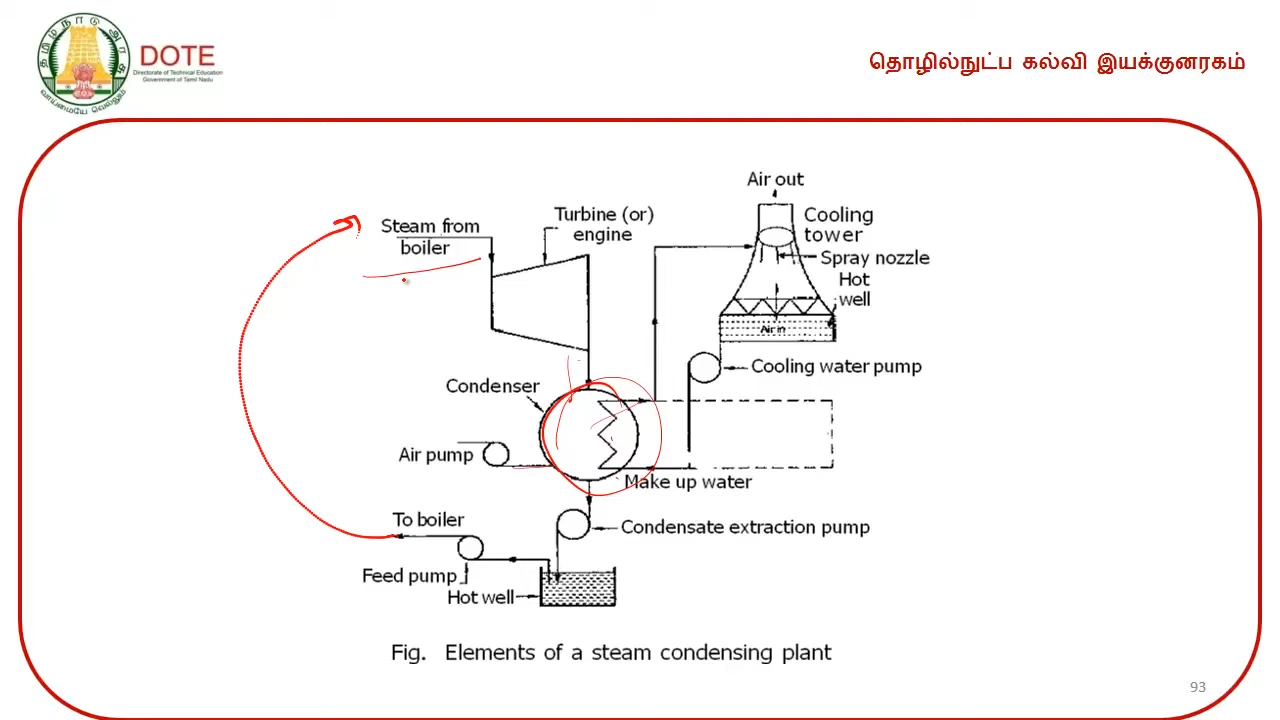 தமிழ்நாடு அரசு
வாய்மையே வெல்லும்
DOTE
Directorate of Technical Education
Government of Tamil Nadu
தொழில்நுட்ப கல்வி இயக்குனரகம்
Air out
Steam from
boiler
Turbine (or)
engine
Cooling
tower
Spray nozzle
Hot
well
Air in
Cooling water pump
Condenser
Air pump
Make up water
To boiler
Condensate extraction pump
Feed pump
Hot well
Fig. Elements of a steam condensing plant
93